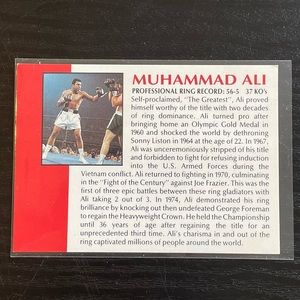 MUHAMMAD ALI
PROFESSIONAL RING RECORD: 56-5 37 KO's
Self-proclaimed, "The Greatest", Ali proved
himself worthy of the title with two decades
of ring dominance. Ali turned pro after
bringing home an Olympic Gold Medal in
1960 and shocked the world by dethroning
Sonny Liston in 1964 at the age of 22. In 1967,
Ali was unceremoniously stripped of his title
and forbidden to fight for refusing induction
into the U.S. Armed Forces during the
Vietnam conflict. Ali returned to fighting in 1970, culminating
in the "Fight of the Century" against Joe Frazier. This was the
first of three epic battles between these ring gladiators with
Ali taking 2 out of 3. In 1974, Ali demonstrated his ring
brilliance by knocking out then undefeated George Foreman
to regain the Heavyweight Crown. He held the Championship
until 36 years of age after regaining the title for an
unprecedented third time. Ali's charisma in and out of the
ring captivated millions of people around the world.